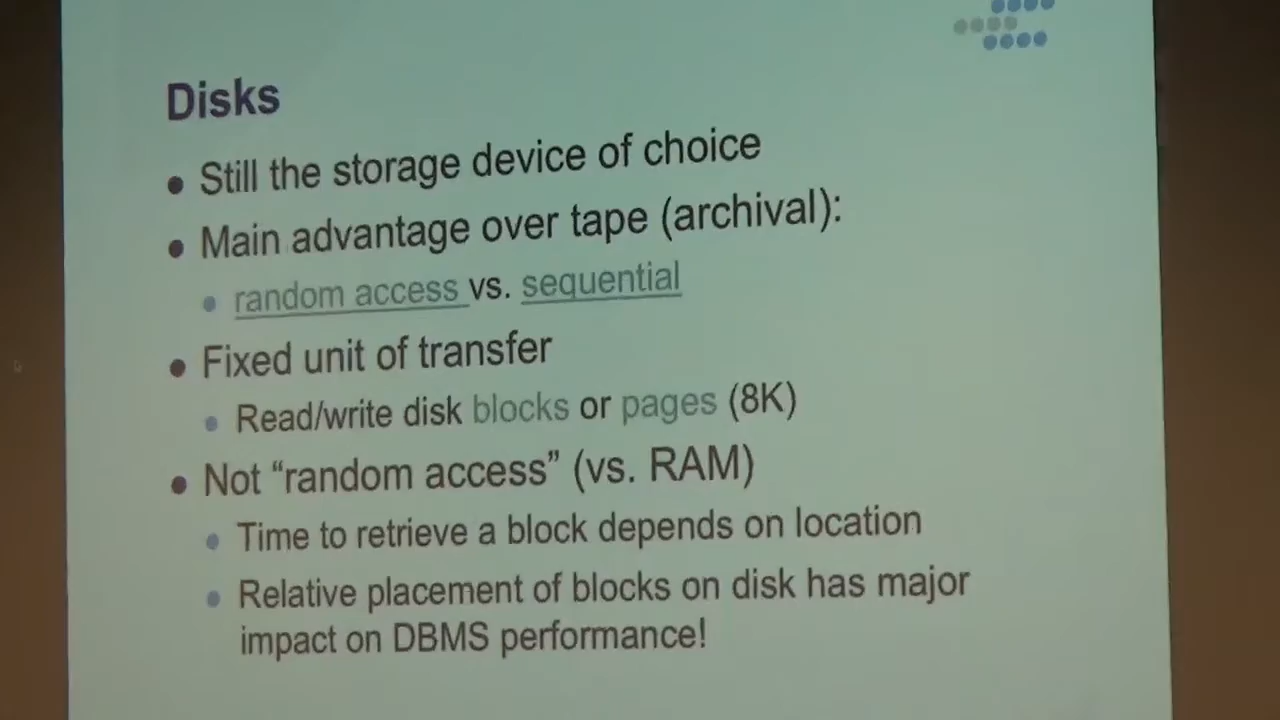 Disks
• Still the storage device of choice
• Main advantage over tape (archival):
• random access vs. sequential
• Fixed unit of transfer
• Read/write disk blocks or pages (8K)
• Not “random access” (vs. RAM)
• Time to retrieve a block depends on location
• Relative placement of blocks on disk has major
impact on DBMS performance!